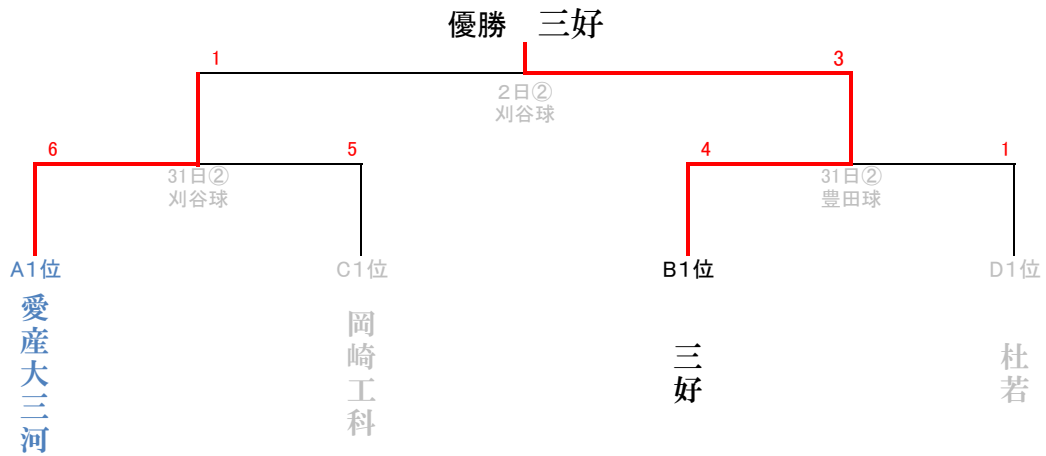 優勝　三好
1
3
２日②
刈谷球
6
5
4
1
31日②
刈谷球
31日②
豊田球
A１位
C１位
B１位
D１位
愛産大三河
岡崎工科
三好
杜若